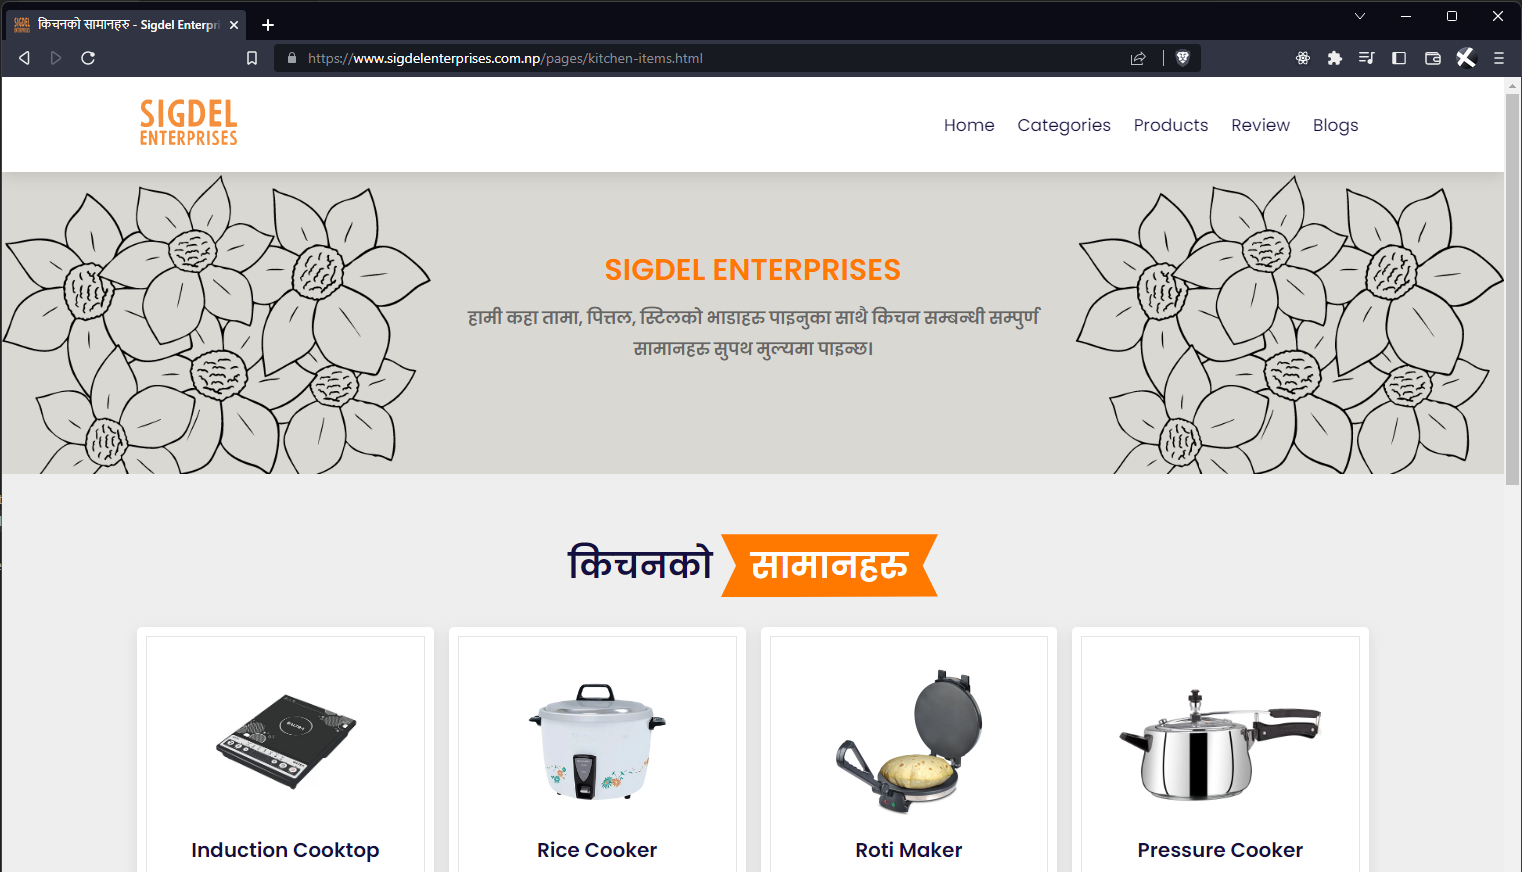 किचनको सामानहरु - Sigdel Enterpri
https://www.sigdelenterprises.com.np/pages/kitchen-items.html
SIGDEL
ENTERPRISES
Home Categories Products Review Blogs
SIGDEL ENTERPRISES
हामी कहा तामा, पित्तल, स्टिलको भाडाहरु पाइनुका साथै किचन सम्बन्धी सम्पुर्ण
सामानहरु सुपथ मुल्यमा पाइन्छ।
किचनको सामानहरु
Induction Cooktop
Rice Cooker
Roti Maker
Pressure Cooker